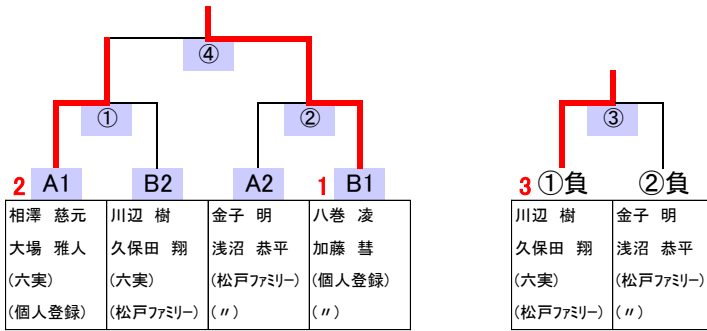 ④
① ② ③
2 A1 B2 A2 1 B1 3 ①負 ②負
相澤 慈元 川辺 樹 金子 明 八巻 凌 川辺 樹 金子 明
大場 雅人 久保田 翔 浅沼 恭平 加藤 彗 久保田 翔 浅沼 恭平
(六実) (六実) (松戸ファミリー) (個人登録) (六実) (松戸ファミリー)
(個人登録) (松戸ファミリー) (〃) (〃) (松戸ファミリー) (〃)